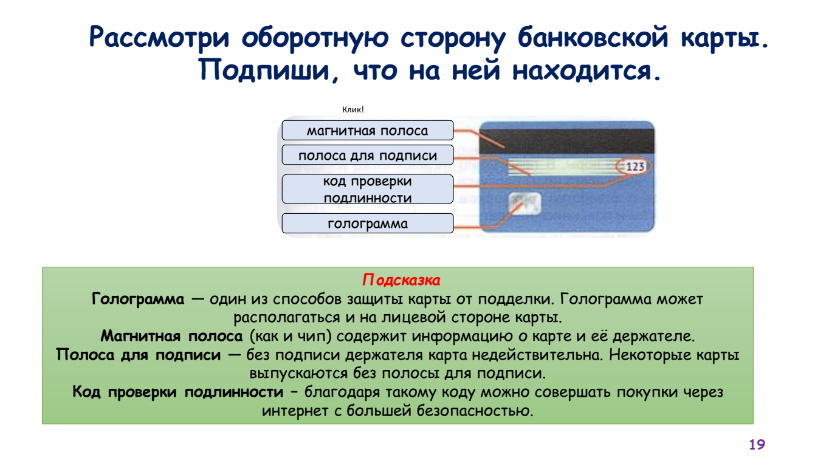 Рассмотри оборотную сторону банковской карты.
Подпиши, что на ней находится.
Клик!
магнитная полоса
полоса для подписи
код проверки
подлинности
голограмма
123
Подсказка
Голограмма — один из способов защиты карты от подделки. Голограмма может
располагаться и на лицевой стороне карты.
Магнитная полоса (как и чип) содержит информацию о карте и её держателе.
Полоса для подписи — без подписи держателя карта недействительна. Некоторые карты
выпускаются без полосы для подписи.
Код проверки подлинности – благодаря такому коду можно совершать покупки через
интернет с большей безопасностью.
19